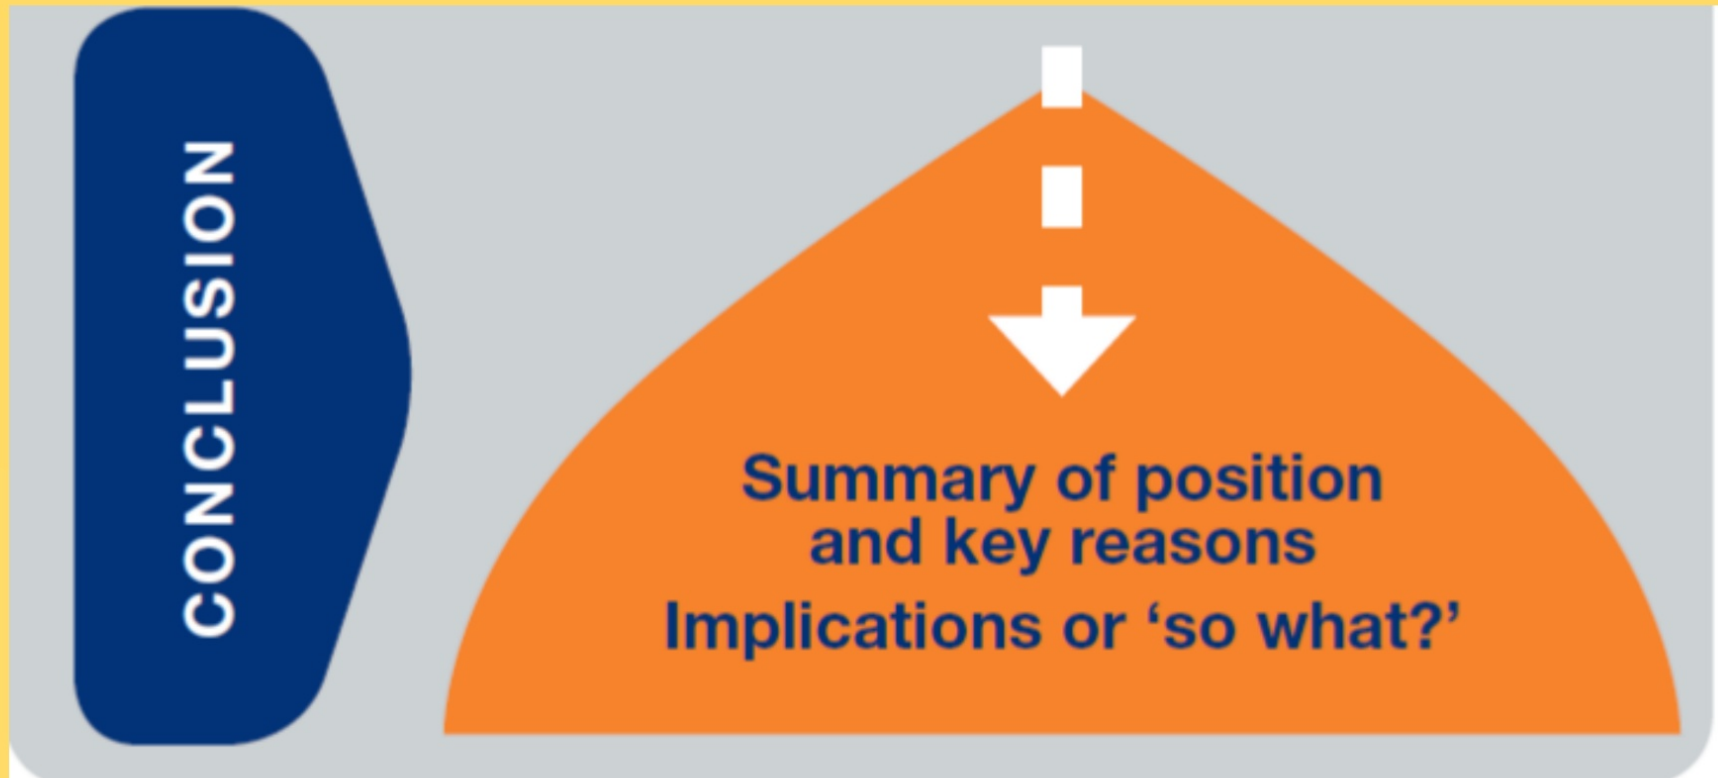 CONCLUSION
Summary of position
and key reasons
Implications or ‘so what?’